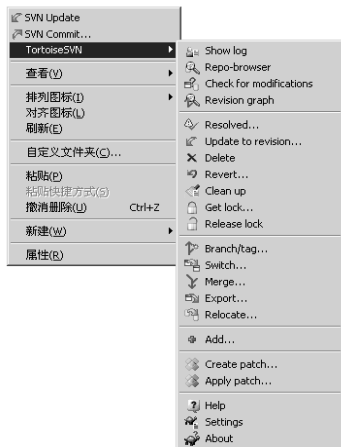 SVN Update
SVN Commit...
TortoiseSVN
查看(V)
排列图标(I)
对齐图标(L)
刷新(E)
自定义文件夹(C)...
粘贴(P)
粘贴快捷方式(S)
撤消删除(U) Ctrl+Z
新建(W)
属性(R)
Show log
Repo-browser
Check for modifications
Revision graph
Resolved...
Update to revision...
Delete
Revert...
Clean up
Get lock...
Release lock
Branch/tag...
Switch...
Merge...
Export...
Relocate...
Add...
Create patch...
Apply patch...
Help
Settings
About